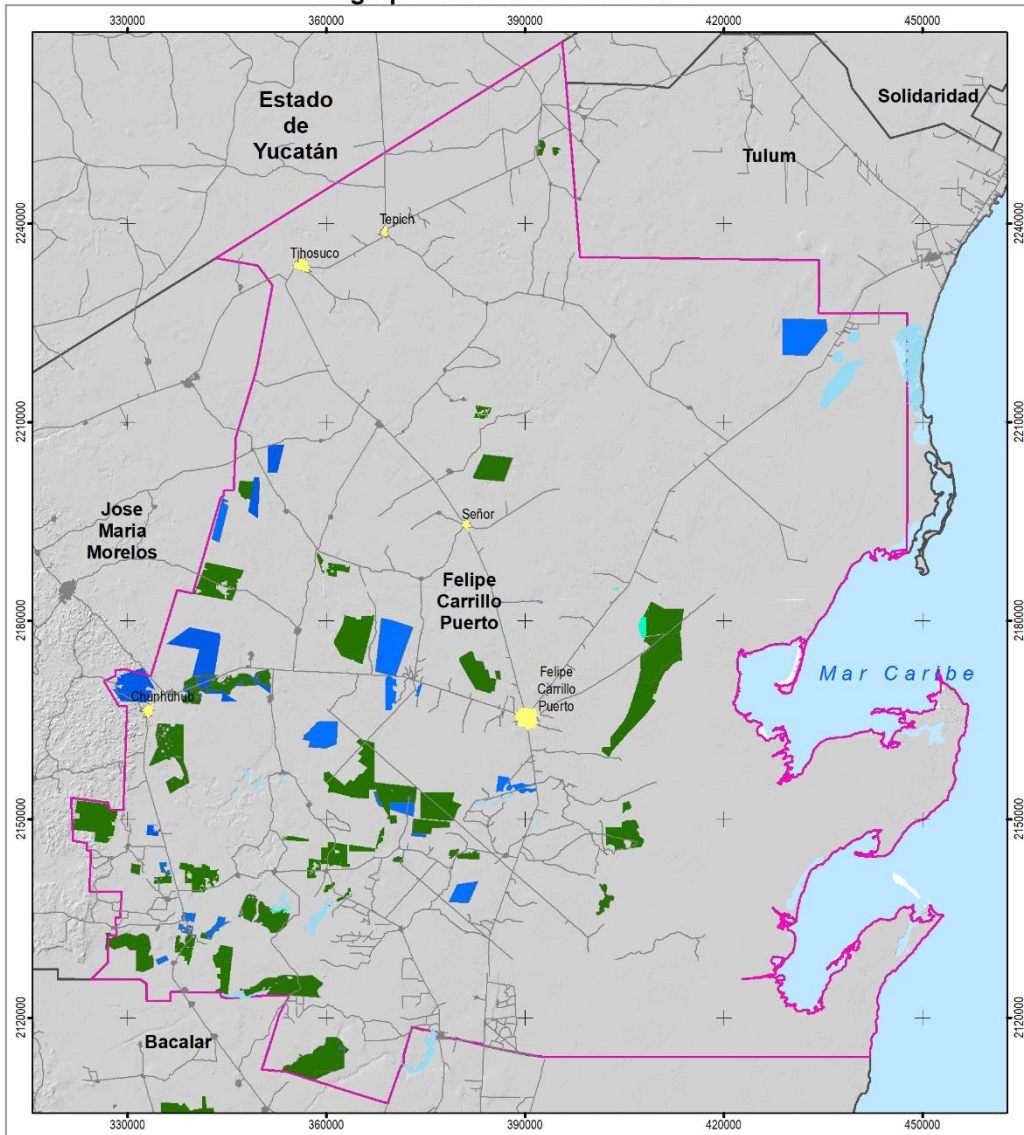 330000
360000
390000
420000
450000
Estado
de
Yucatán
Solidaridad
Tulum
2240000
2240000
Tepich
Tihosuco
2210000
2210000
Jose
Maria
Morelos
Señor
Felipe
Carrillo
Puerto
2180000
2180000
Mar Caribe
Felipe
Carrillo
Puerto
Chunhuhub
2150000
2150000
2120000
2120000
Bacalar
330000
360000
390000
420000
450000